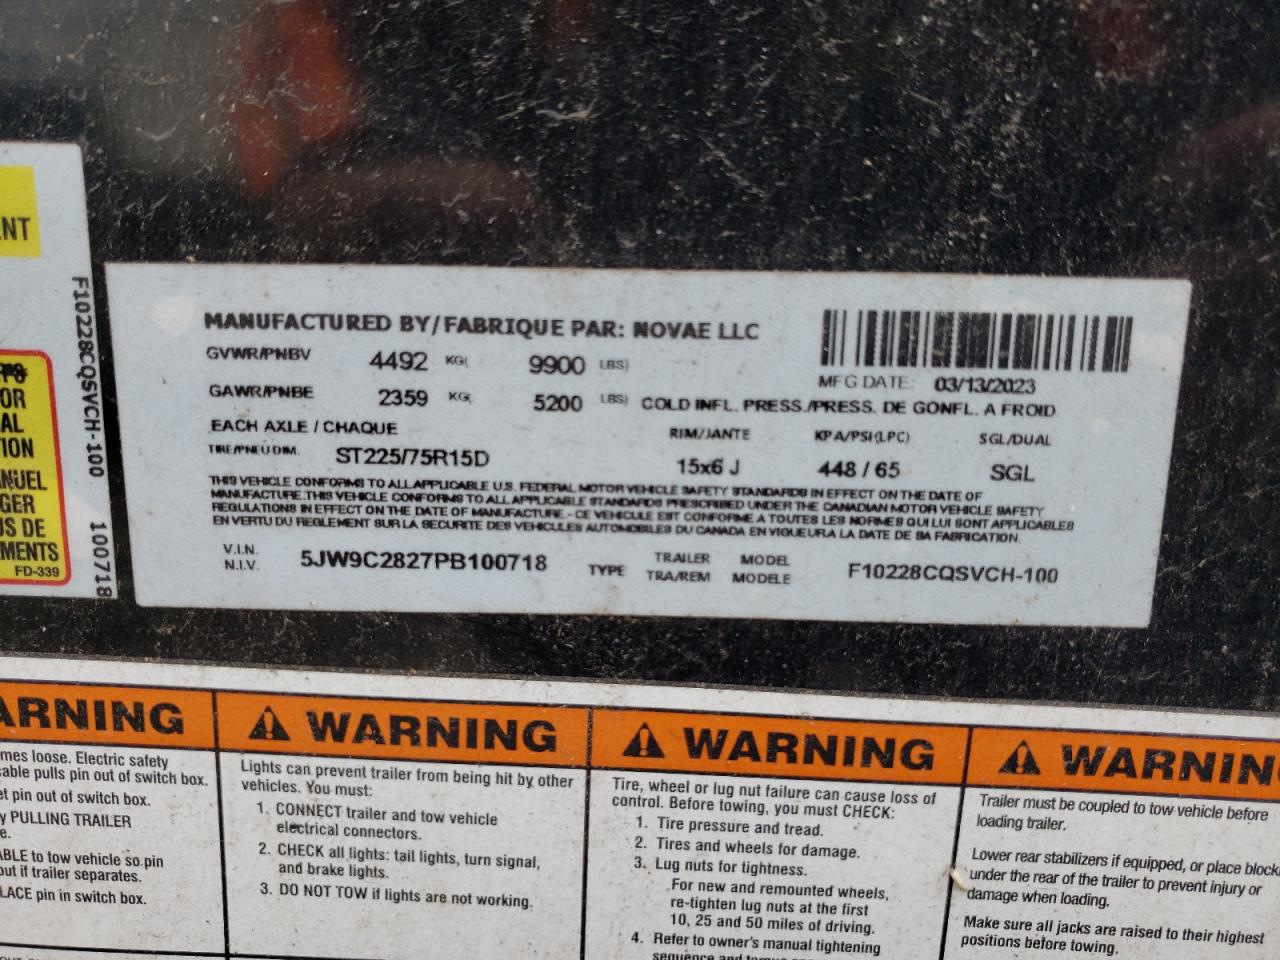 NT
F10228CQSVCH-100 100718
OR
AL
ION
NUEL
GER
US DE
MENTS
FD-339
MANUFACTURED BY/FABRIQUE PAR: NOVAE LLC
GVWR/PNBV 4492 KG( 9900 LBS)
MFG DATE: 03/13/2023
GAWR/PNBE 2359 KG( 5200 LBS) COLD INFL. PRESS./PRESS. DE GONFL. A FROID
EACH AXLE / CHAQUE RIM/JANTE KPA/PSI(LPC) SGL/DUAL
TIRE/PNEU DIM. ST225/75R15D 15x6 J 448 / 65 SGL
THIS VEHICLE CONFORMS TO ALL APPLICABLE U.S. FEDERAL MOTOR VEHICLE SAFETY STANDARDS IN EFFECT ON THE DATE OF
MANUFACTURE.THIS VEHICLE CONFORMS TO ALL APPLICABLE STANDARDS PRESCRIBED UNDER THE CANADIAN MOTOR VEHICLE SAFETY
REGULATIONS IN EFFECT ON THE DATE OF MANUFACTURE.- CE VEHICULE EST CONFORME A TOUTES LES NORMES QUI LUI SONT APPLICABLES
EN VERTU DU REGLEMENT SUR LA SECURITE DES VEHICLES AUTOMOBILES DU CANADA EN VIGUEUR A LA DATE DE SA FABRICATION.
V.I.N. 5JW9C2827PB100718 TYPE TRAILER MODEL F10228CQSVCH-100
N.I.V. TRA/REM MODELE
ARNING
mes loose. Electric safety
cable pulls pin out of switch box.
et pin out of switch box.
y PULLING TRAILER
e.
ABLE to tow vehicle so pin
out if trailer separates.
LACE pin in switch box.
WARNING
Lights can prevent trailer from being hit by other
vehicles. You must:
1. CONNECT trailer and tow vehicle
electrical connectors.
2. CHECK all lights: tail lights, turn signal,
and brake lights.
3. DO NOT TOW if lights are not working.
WARNING
Tire, wheel or lug nut failure can cause loss of
control. Before towing, you must CHECK:
1. Tire pressure and tread.
2. Tires and wheels for damage.
3. Lug nuts for tightness.
For new and remounted wheels,
re-tighten lug nuts at the first
10, 25 and 50 miles of driving.
4. Refer to owner's manual tightening
sequence and
WARNIN
Trailer must be coupled to tow vehicle before
loading trailer.
Lower rear stabilizers if equipped, or place block
under the rear of the trailer to prevent injury or
damage when loading.
Make sure all jacks are raised to their highest
positions before towing.